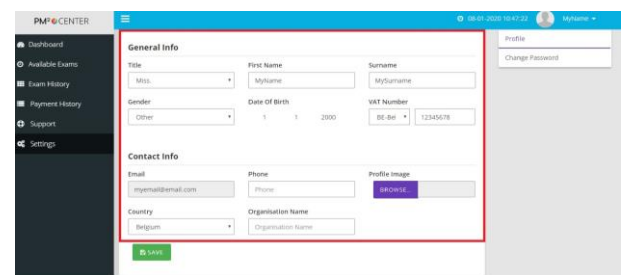 PM² CENTER
08-01-2020 10:47:22
MyName
Dashboard
Available Exams
Exam History
Payment History
Support
Settings
General Info
Title First Name Surname
Miss. MyName MySurname
Gender Date Of Birth VAT Number
Other 1 1 2000 BE-Bel 12345678
Contact Info
Email Phone Profile Image
myemail@email.com Phone BROWSE...
Country Organisation Name
Belgium Organisation Name
SAVE
Profile
Change Password